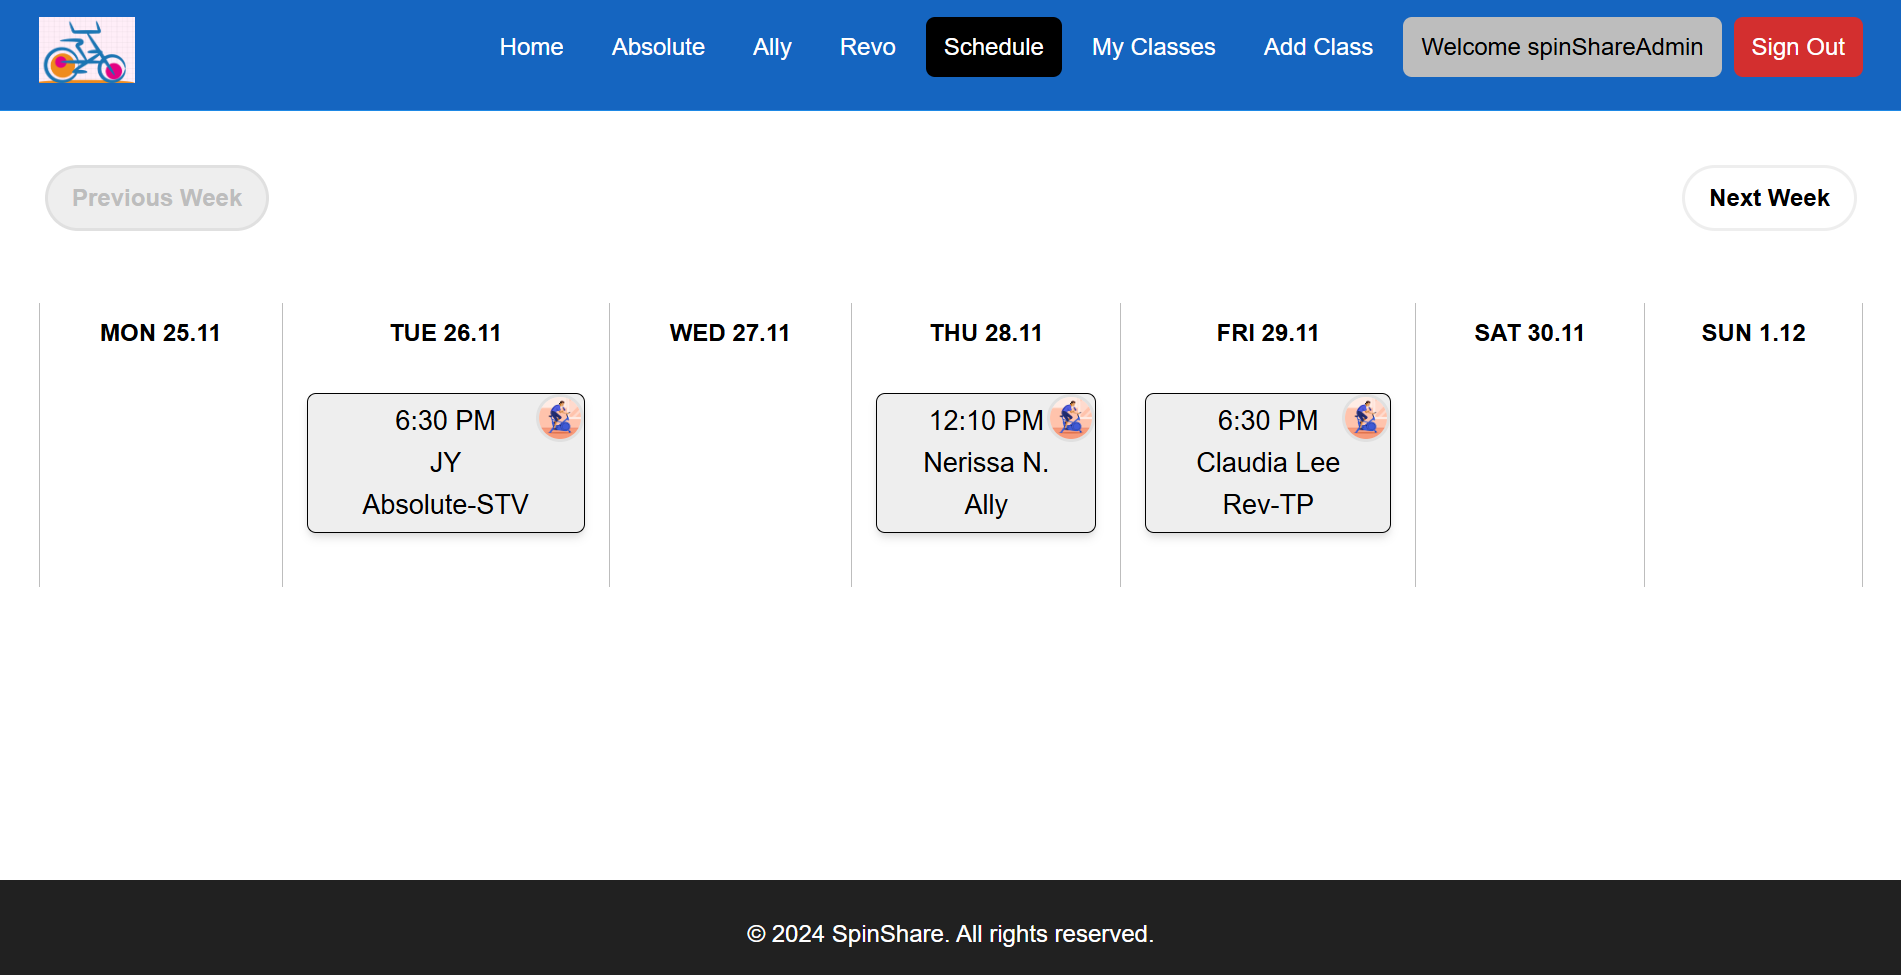 Home Absolute Ally Revo Schedule My Classes Add Class Welcome spinShareAdmin Sign Out
Previous Week Next Week
MON 25.11 TUE 26.11 WED 27.11 THU 28.11 FRI 29.11 SAT 30.11 SUN 1.12
6:30 PM
JY
Absolute-STV
12:10 PM
Nerissa N.
Ally
6:30 PM
Claudia Lee
Rev-TP
© 2024 SpinShare. All rights reserved.